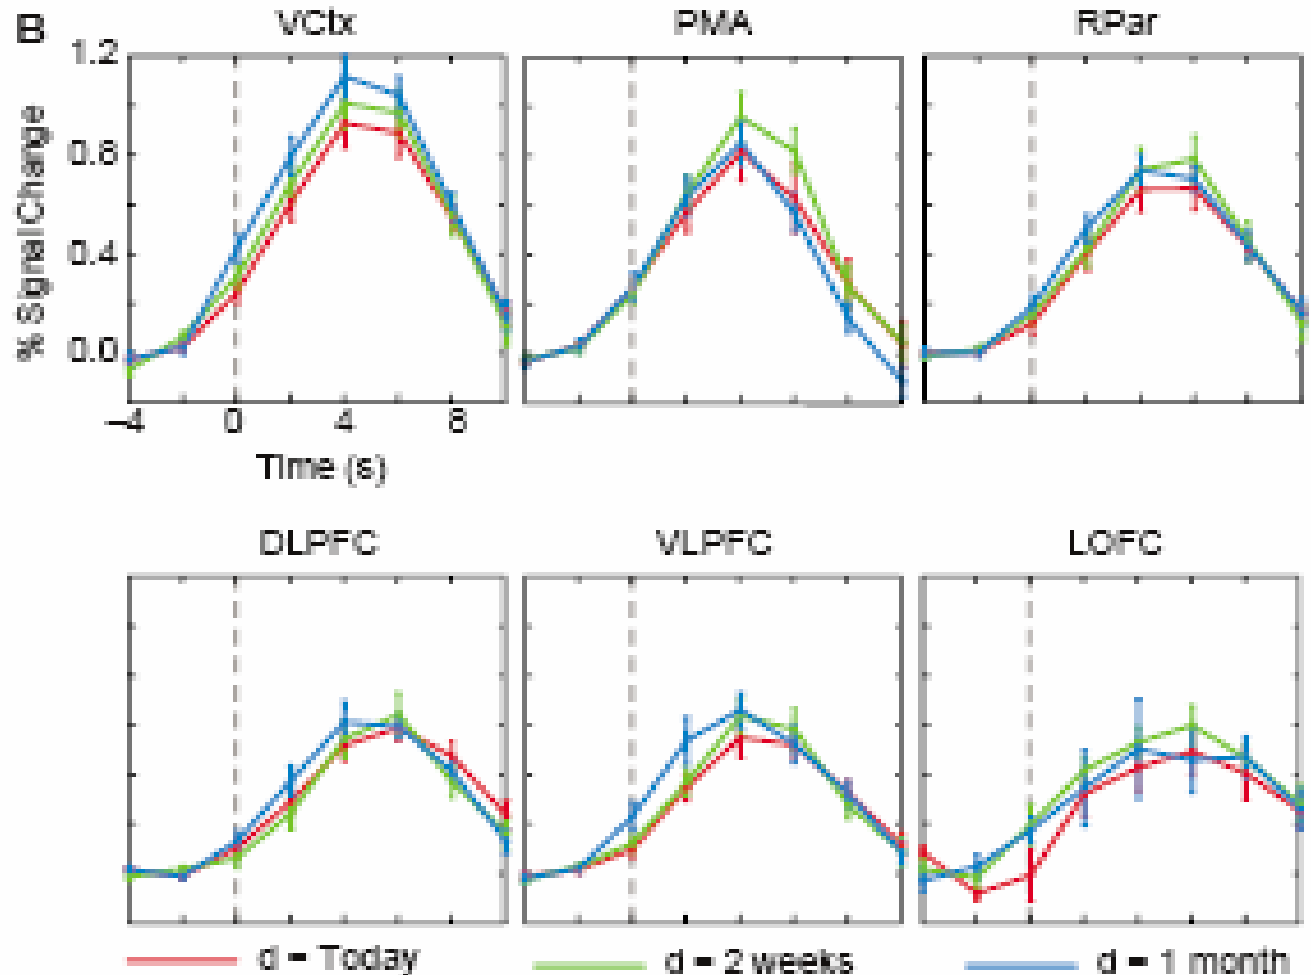 B
VCtx PMA RPar
1.2
0.8
0.4
0.0
% Signal Change
-4 0 4 8
Time (s)
DLPFC VLPFC LOFC
d = Today d = 2 weeks d = 1 month